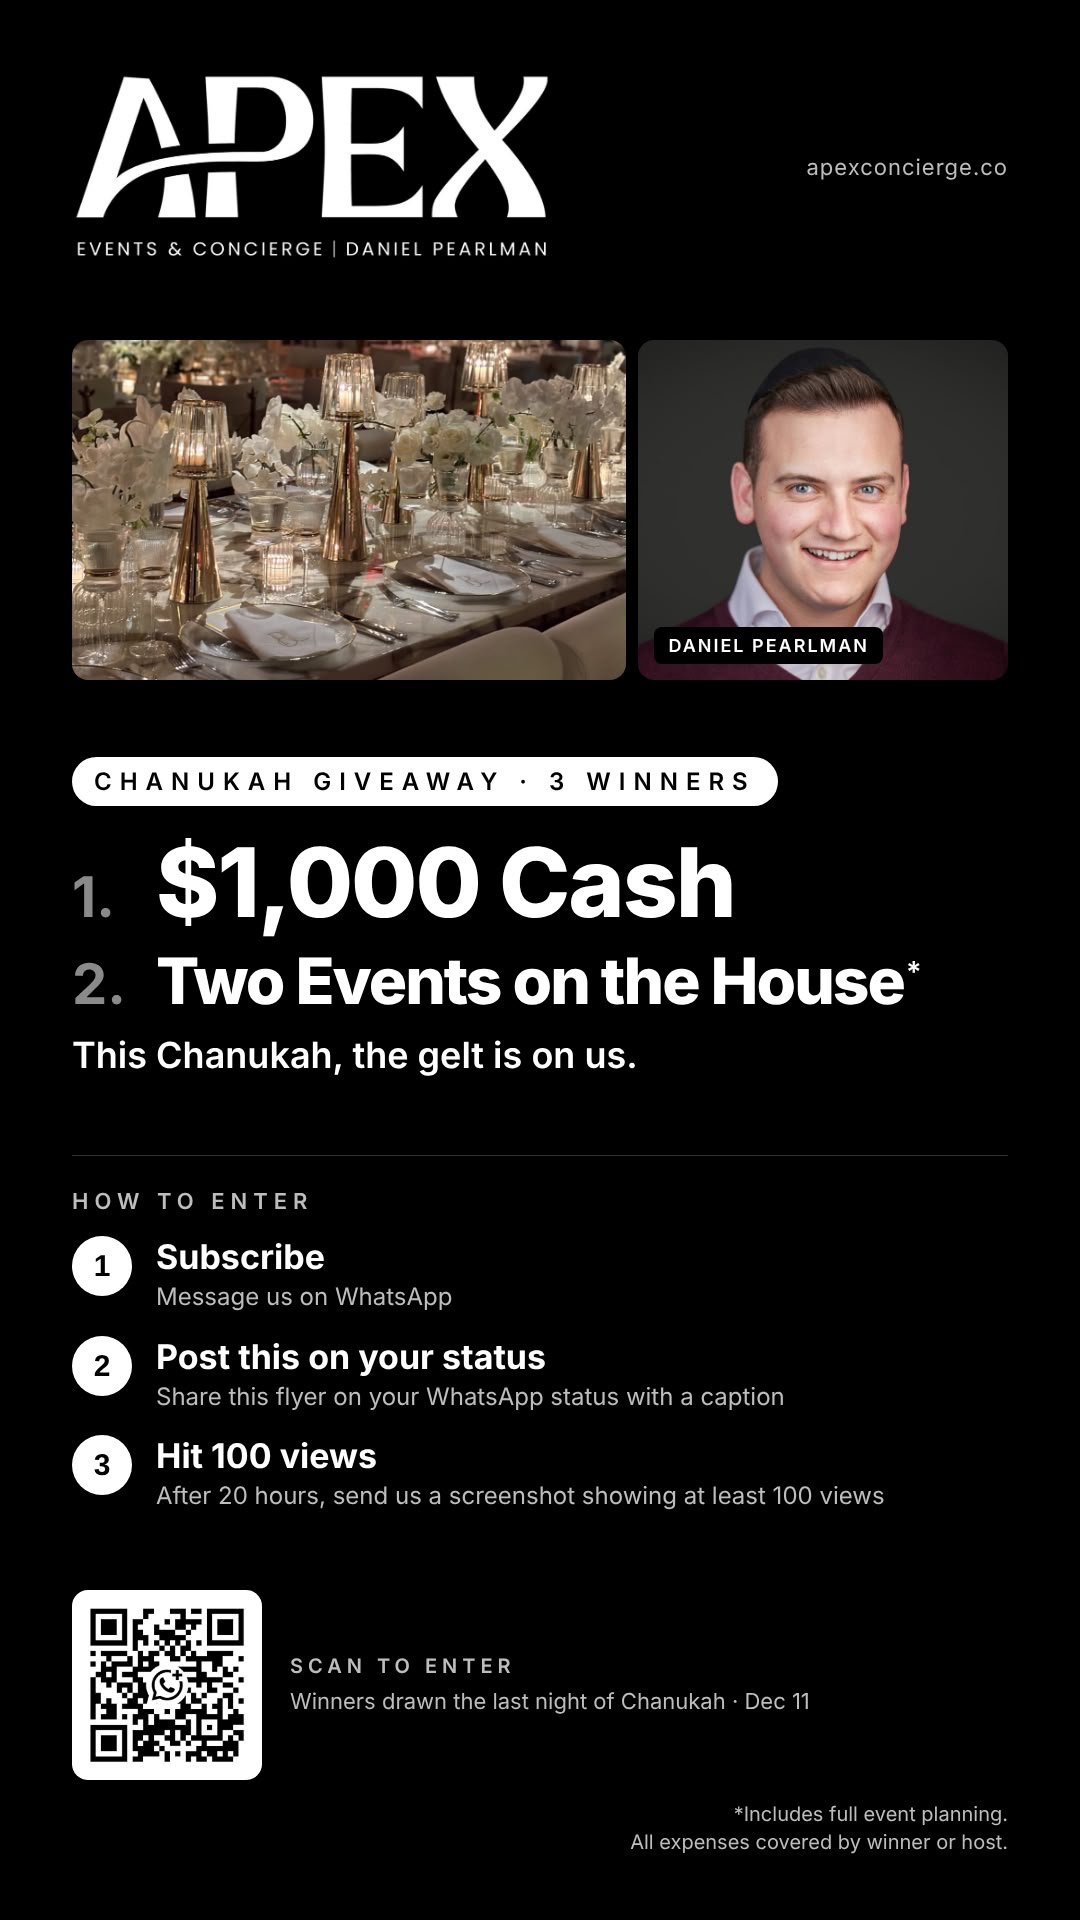 APEX
EVENTS & CONCIERGE | DANIEL PEARLMAN
apexconcierge.co
DANIEL PEARLMAN
CHANUKAH GIVEAWAY · 3 WINNERS
1. $1,000 Cash
2. Two Events on the House*
This Chanukah, the gelt is on us.
HOW TO ENTER
1 Subscribe
Message us on WhatsApp
2 Post this on your status
Share this flyer on your WhatsApp status with a caption
3 Hit 100 views
After 20 hours, send us a screenshot showing at least 100 views
SCAN TO ENTER
Winners drawn the last night of Chanukah · Dec 11
*Includes full event planning.
All expenses covered by winner or host.